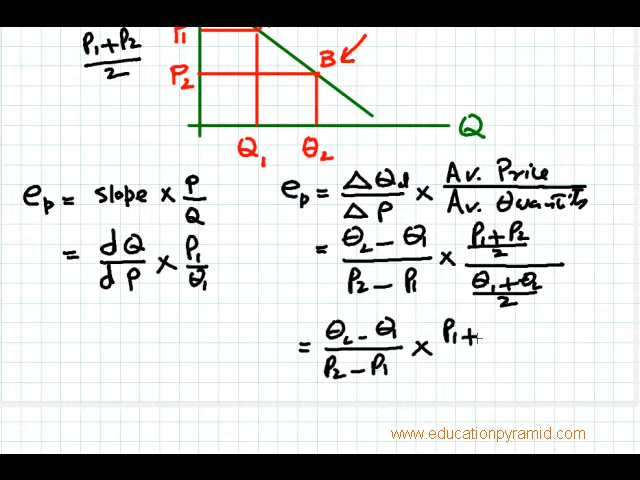 P₁
P₁+P₂/2
B
P₂
Q
Q₁ Q₂
eₚ = slope × P/Q
= dQ/dP × P₁/Q₁
eₚ = ΔQd/ΔP × Av. Price/Av. Quantity
= Q₂ - Q₁/P₂ - P₁ × P₁+P₂/2/Q₁+Q₂/2
= Q₂ - Q₁/P₂ - P₁ × P₁+
www.educationpyramid.com